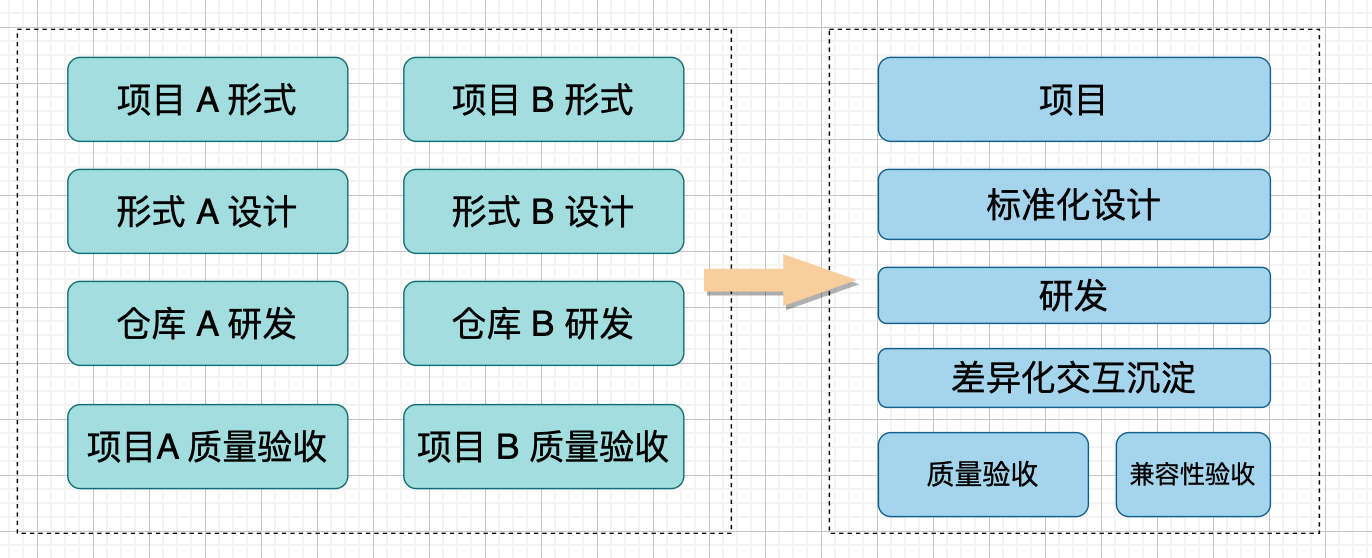 项目 A 形式
项目 B 形式
形式 A 设计
形式 B 设计
仓库 A 研发
仓库 B 研发
项目A 质量验收
项目 B 质量验收
项目
标准化设计
研发
差异化交互沉淀
质量验收
兼容性验收